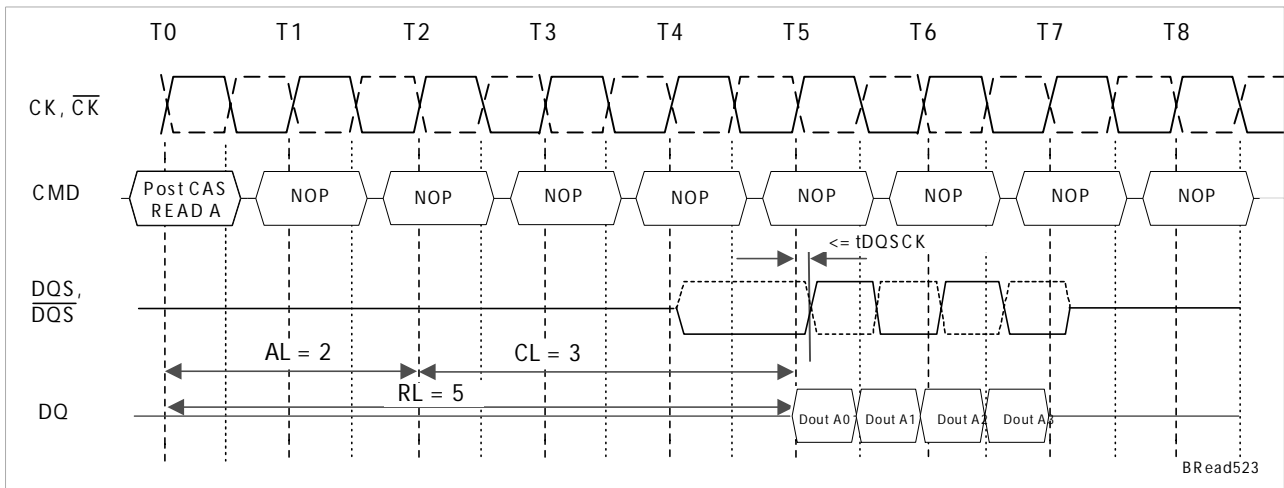 T0 T1 T2 T3 T4 T5 T6 T7 T8
CK, CK
CMD
Post CAS
READ A
NOP NOP NOP NOP NOP NOP NOP NOP
<= tDQSCK
DQS,
DQS
AL = 2
CL = 3
RL = 5
DQ
Dout A0 Dout A1 Dout A2 Dout A3
BRead523